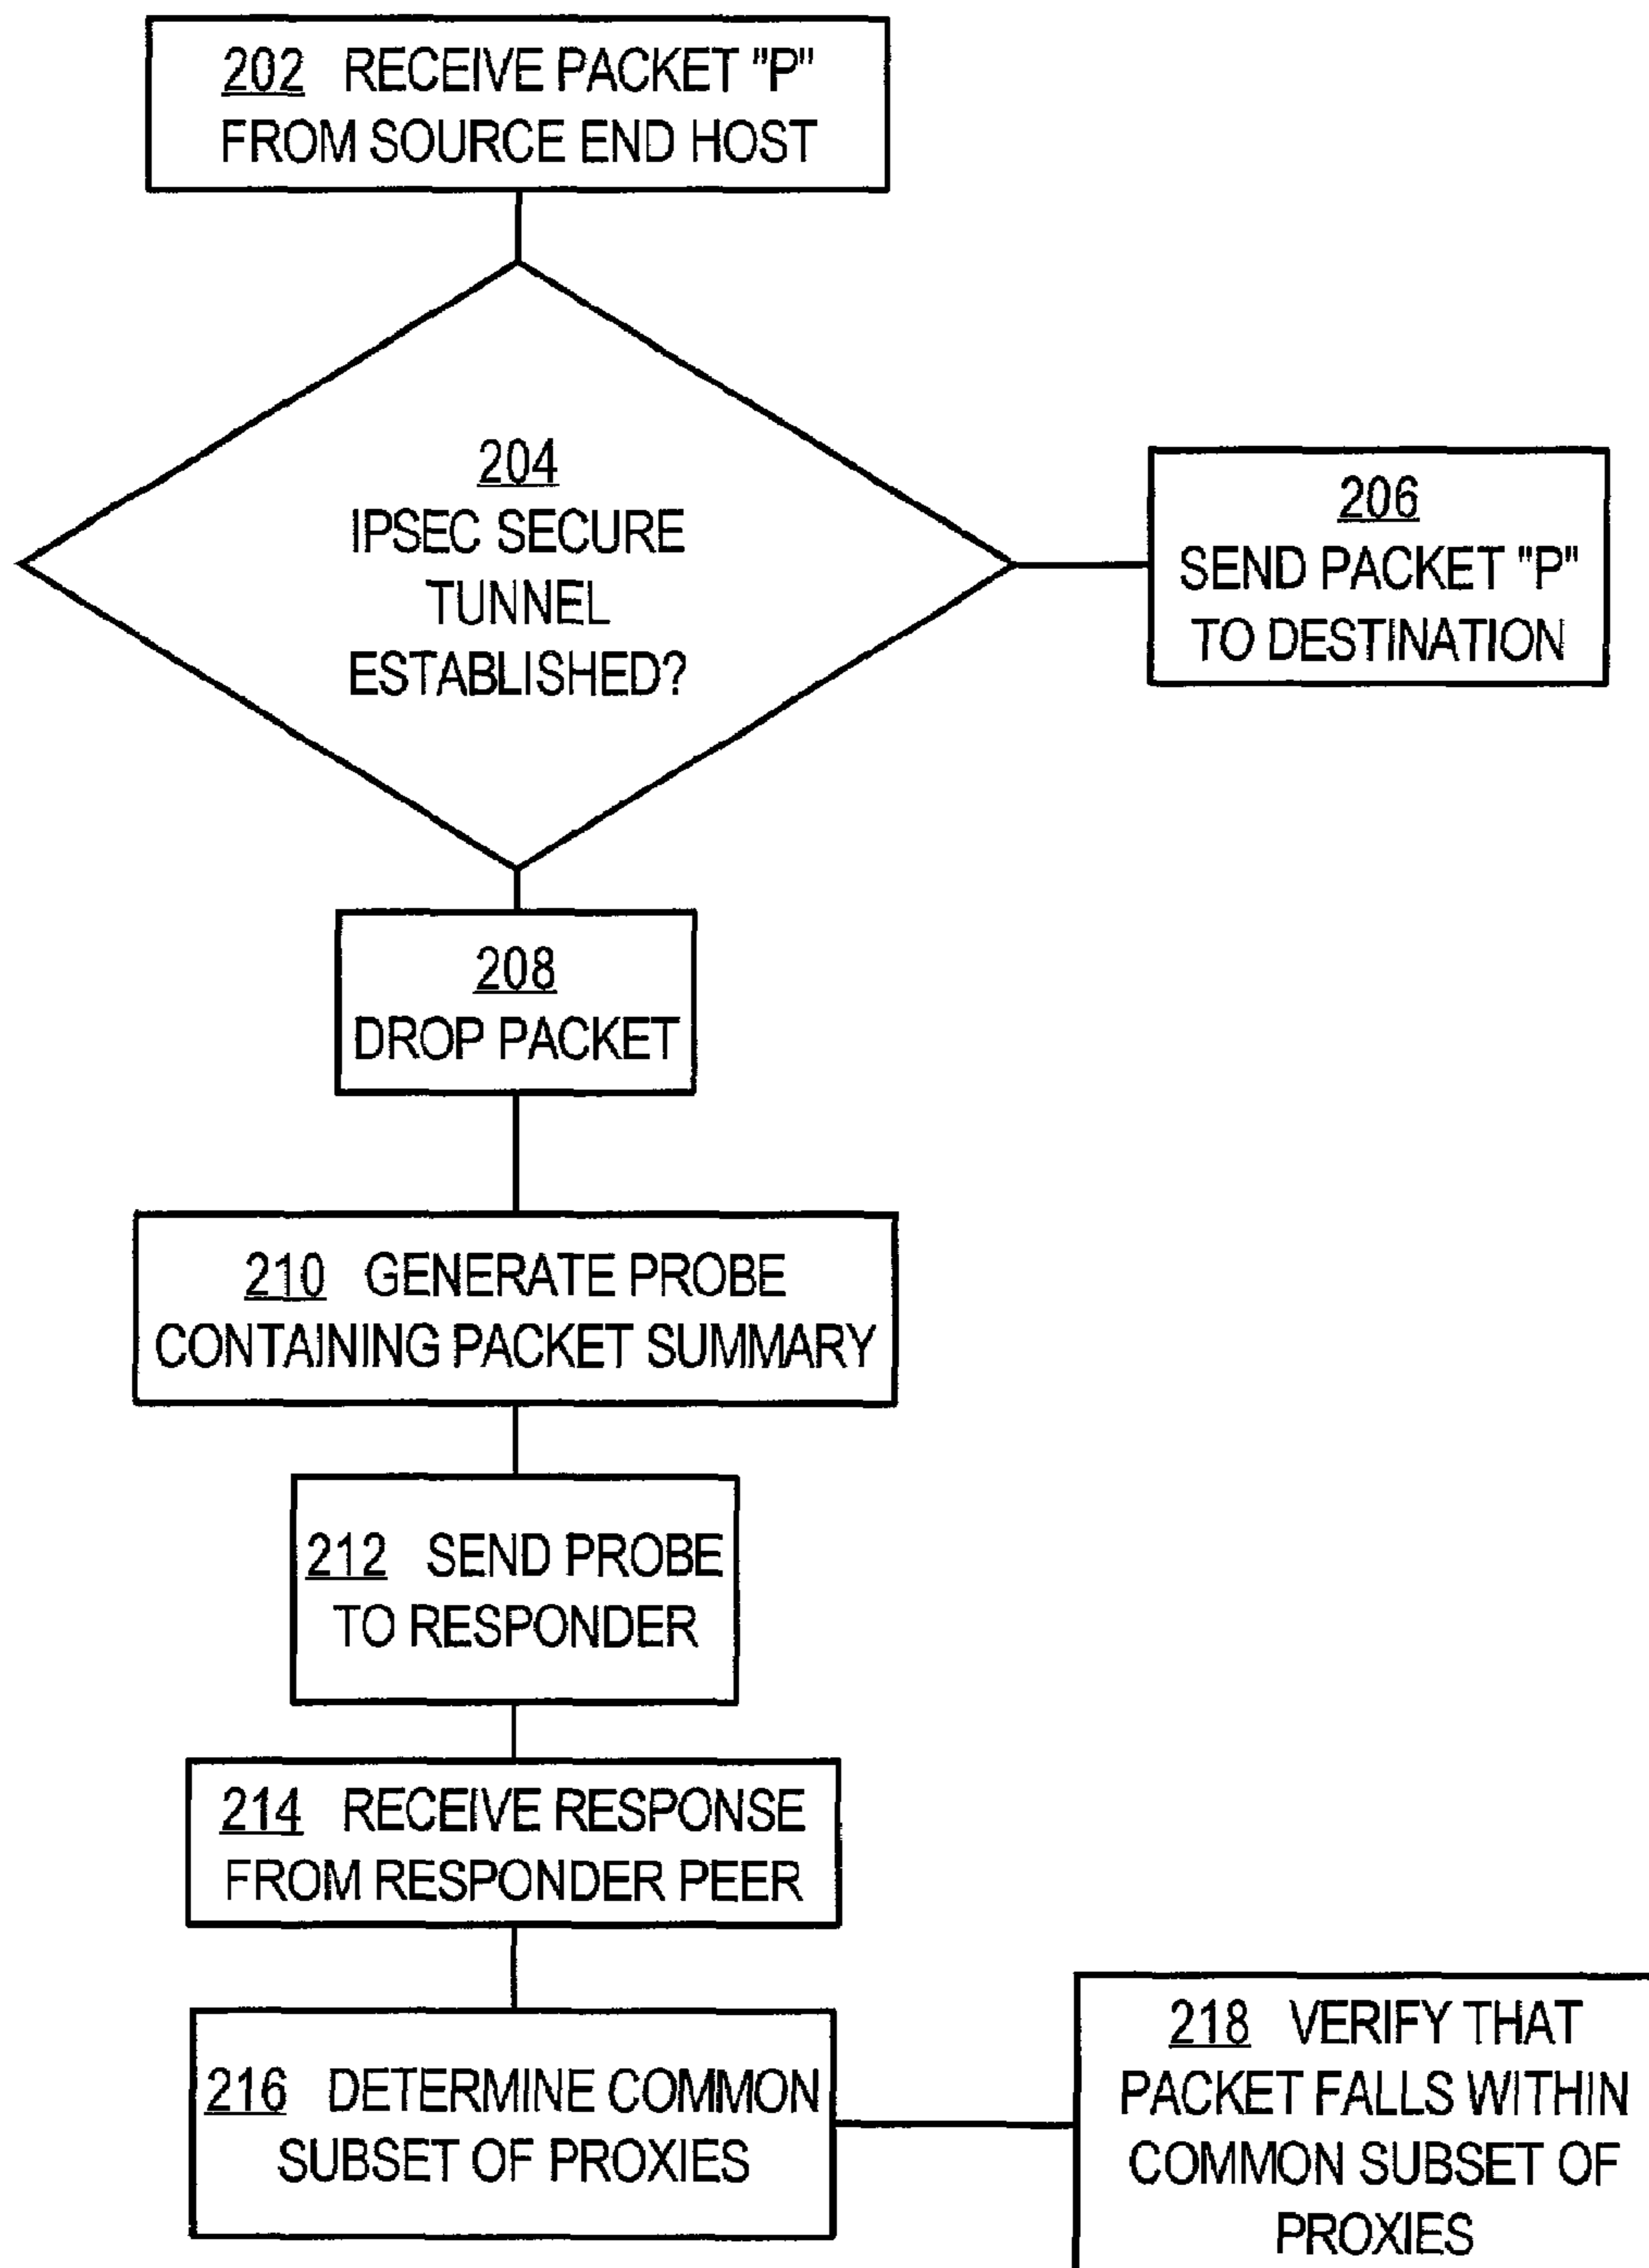 202 RECEIVE PACKET "P"
FROM SOURCE END HOST
204
IPSEC SECURE
TUNNEL
ESTABLISHED?
206
SEND PACKET "P"
TO DESTINATION
208
DROP PACKET
210 GENERATE PROBE
CONTAINING PACKET SUMMARY
212 SEND PROBE
TO RESPONDER
214 RECEIVE RESPONSE
FROM RESPONDER PEER
216 DETERMINE COMMON
SUBSET OF PROXIES
218 VERIFY THAT
PACKET FALLS WITHIN
COMMON SUBSET OF
PROXIES